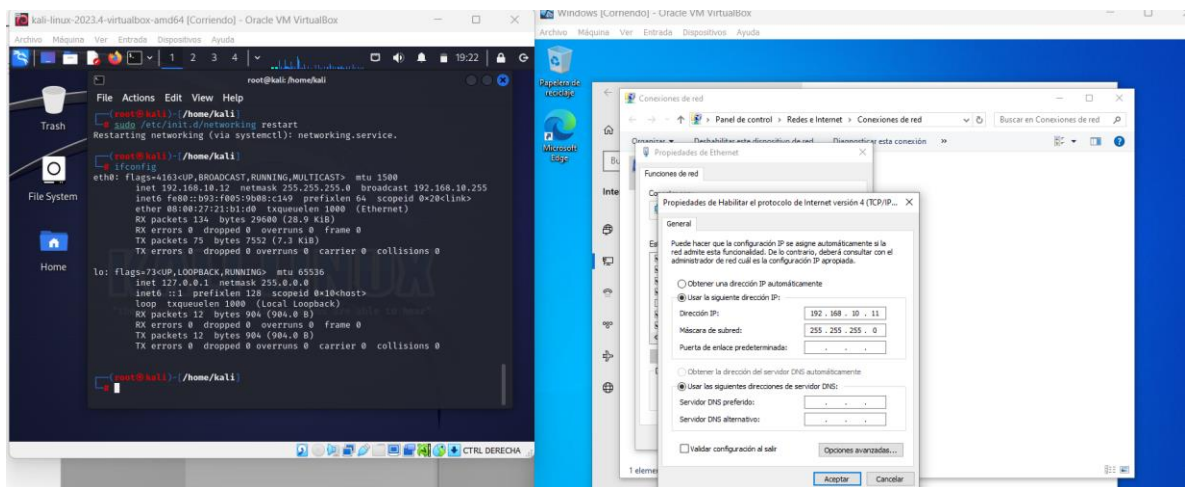 kali-linux-2023.4-virtualbox-amd64 [Corriendo] - Oracle VM VirtualBox
Archivo Máquina Ver Entrada Dispositivos Ayuda
1 2 3 4
19:22
root@kali: /home/kali
File Actions Edit View Help
(root@kali)-[/home/kali]
# sudo /etc/init.d/networking restart
Restarting networking (via systemctl): networking.service.
(root@kali)-[/home/kali]
# ifconfig
eth0: flags=4163<UP,BROADCAST,RUNNING,MULTICAST> mtu 1500
inet 192.168.10.12 netmask 255.255.255.0 broadcast 192.168.10.255
inet6 fe80::b93:f005:9b08:c149 prefixlen 64 scopeid 0×20<link>
ether 08:00:27:21:b1:d0 txqueuelen 1000 (Ethernet)
RX packets 134 bytes 29600 (28.9 KiB)
RX errors 0 dropped 0 overruns 0 frame 0
TX packets 75 bytes 7552 (7.3 KiB)
TX errors 0 dropped 0 overruns 0 carrier 0 collisions 0
lo: flags=73<UP,LOOPBACK,RUNNING> mtu 65536
inet 127.0.0.1 netmask 255.0.0.0
inet6 ::1 prefixlen 128 scopeid 0×10<host>
loop txqueuelen 1000 (Local Loopback)
RX packets 12 bytes 904 (904.0 B)
RX errors 0 dropped 0 overruns 0 frame 0
TX packets 12 bytes 904 (904.0 B)
TX errors 0 dropped 0 overruns 0 carrier 0 collisions 0
(root@kali)-[/home/kali]
#
Trash
File System
Home
CTRL DERECHA
Windows [Corriendo] - Oracle VM VirtualBox
Archivo Máquina Ver Entrada Dispositivos Ayuda
Papelera de
reciclaje
Microsoft
Edge
Conexiones de red
Panel de control > Redes e Internet > Conexiones de red
Buscar en Conexiones de red
Organizar Deshabilitar este dispositivo de red Diagnosticar esta conexión »
Propiedades de Ethernet
Funciones de red
Inte
Propiedades de Habilitar el protocolo de Internet versión 4 (TCP/IP...
General
Puede hacer que la configuración IP se asigne automáticamente si la
red admite esta funcionalidad. De lo contrario, deberá consultar con el
administrador de red cuál es la configuración IP apropiada.
Obtener una dirección IP automáticamente
Usar la siguiente dirección IP:
Dirección IP: 192 . 168 . 10 . 11
Máscara de subred: 255 . 255 . 255 . 0
Puerta de enlace predeterminada: . . .
Obtener la dirección del servidor DNS automáticamente
Usar las siguientes direcciones de servidor DNS:
Servidor DNS preferido: . . .
Servidor DNS alternativo: . . .
Validar configuración al salir
Opciones avanzadas...
Aceptar Cancelar
1 eleme